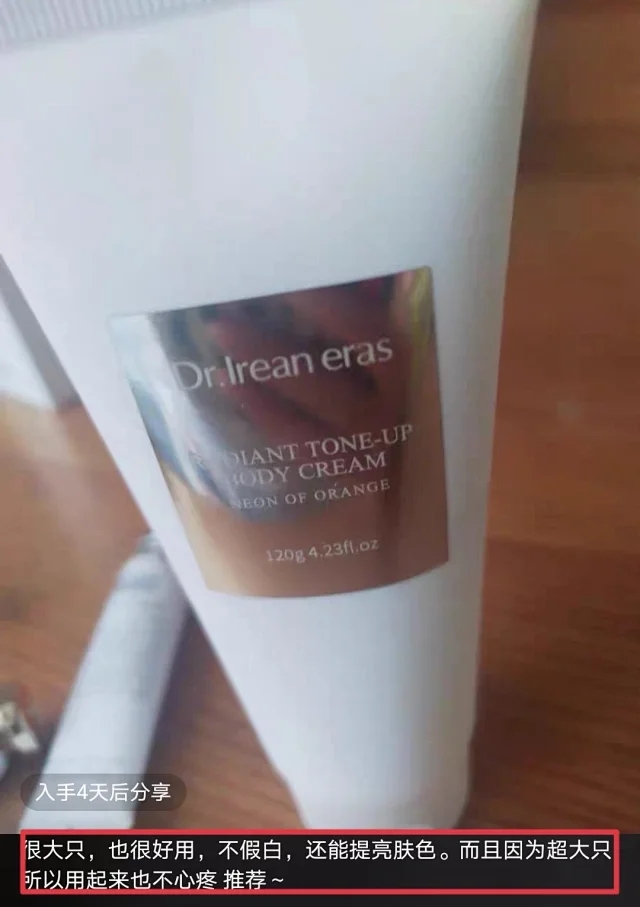 Dr.Irean eras
RADIANT TONE-UP
BODY CREAM
NEON OF ORANGE
120g 4.23fl.oz
入手4天后分享
很大只，也很好用，不假白，还能提亮肤色。而且因为超大只
所以用起来也不心疼 推荐～